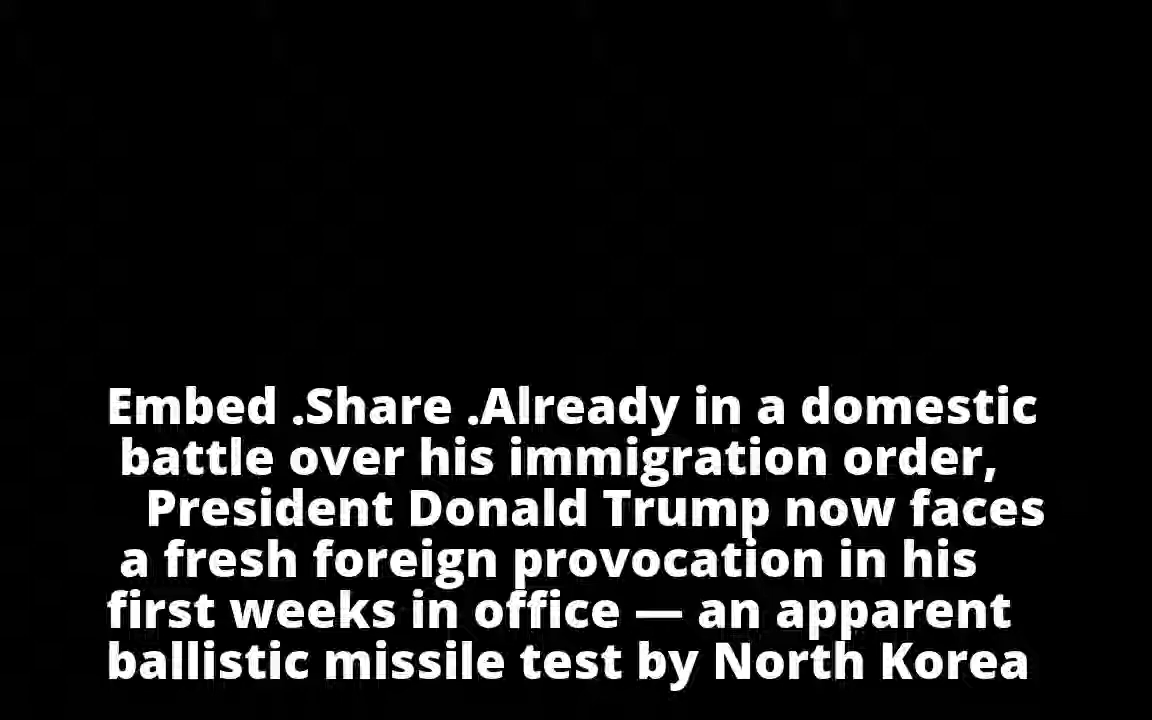 Embed .Share .Already in a domestic
battle over his immigration order,
President Donald Trump now faces
a fresh foreign provocation in his
first weeks in office — an apparent
ballistic missile test by North Korea